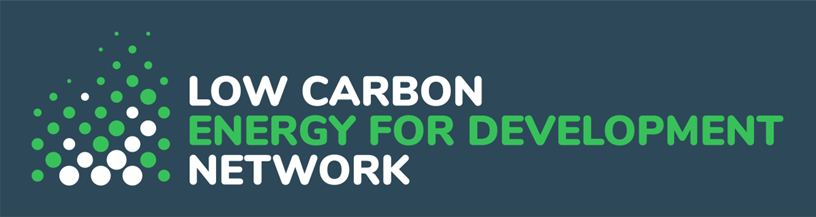 LOW CARBON
ENERGY FOR DEVELOPMENT
NETWORK